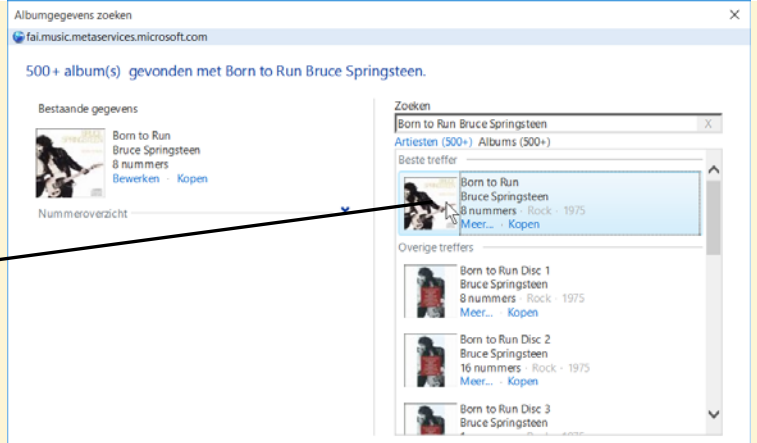 Albumgegevens zoeken
fai.music.metaservices.microsoft.com
500+ album(s) gevonden met Born to Run Bruce Springsteen.
Bestaande gegevens
Born to Run
Bruce Springsteen
8 nummers
Bewerken · Kopen
Nummeroverzicht
Zoeken
Born to Run Bruce Springsteen X
Artiesten (500+) Albums (500+)
Beste treffer
Born to Run
Bruce Springsteen
8 nummers · Rock · 1975
Meer... · Kopen
Overige treffers
Born to Run Disc 1
Bruce Springsteen
8 nummers · Rock · 1975
Meer... · Kopen
Born to Run Disc 2
Bruce Springsteen
16 nummers · Rock · 1975
Meer... · Kopen
Born to Run Disc 3
Bruce Springsteen